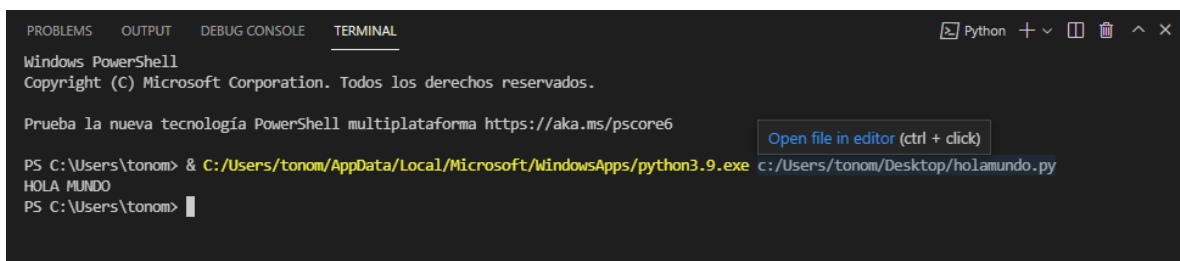 PROBLEMS OUTPUT DEBUG CONSOLE TERMINAL Python
Windows PowerShell
Copyright (C) Microsoft Corporation. Todos los derechos reservados.
Prueba la nueva tecnología PowerShell multiplataforma https://aka.ms/pscore6
Open file in editor (ctrl + click)
PS C:\Users\tonom> & C:/Users/tonom/AppData/Local/Microsoft/WindowsApps/python3.9.exe c:/Users/tonom/Desktop/holamundo.py
HOLA MUNDO
PS C:\Users\tonom>